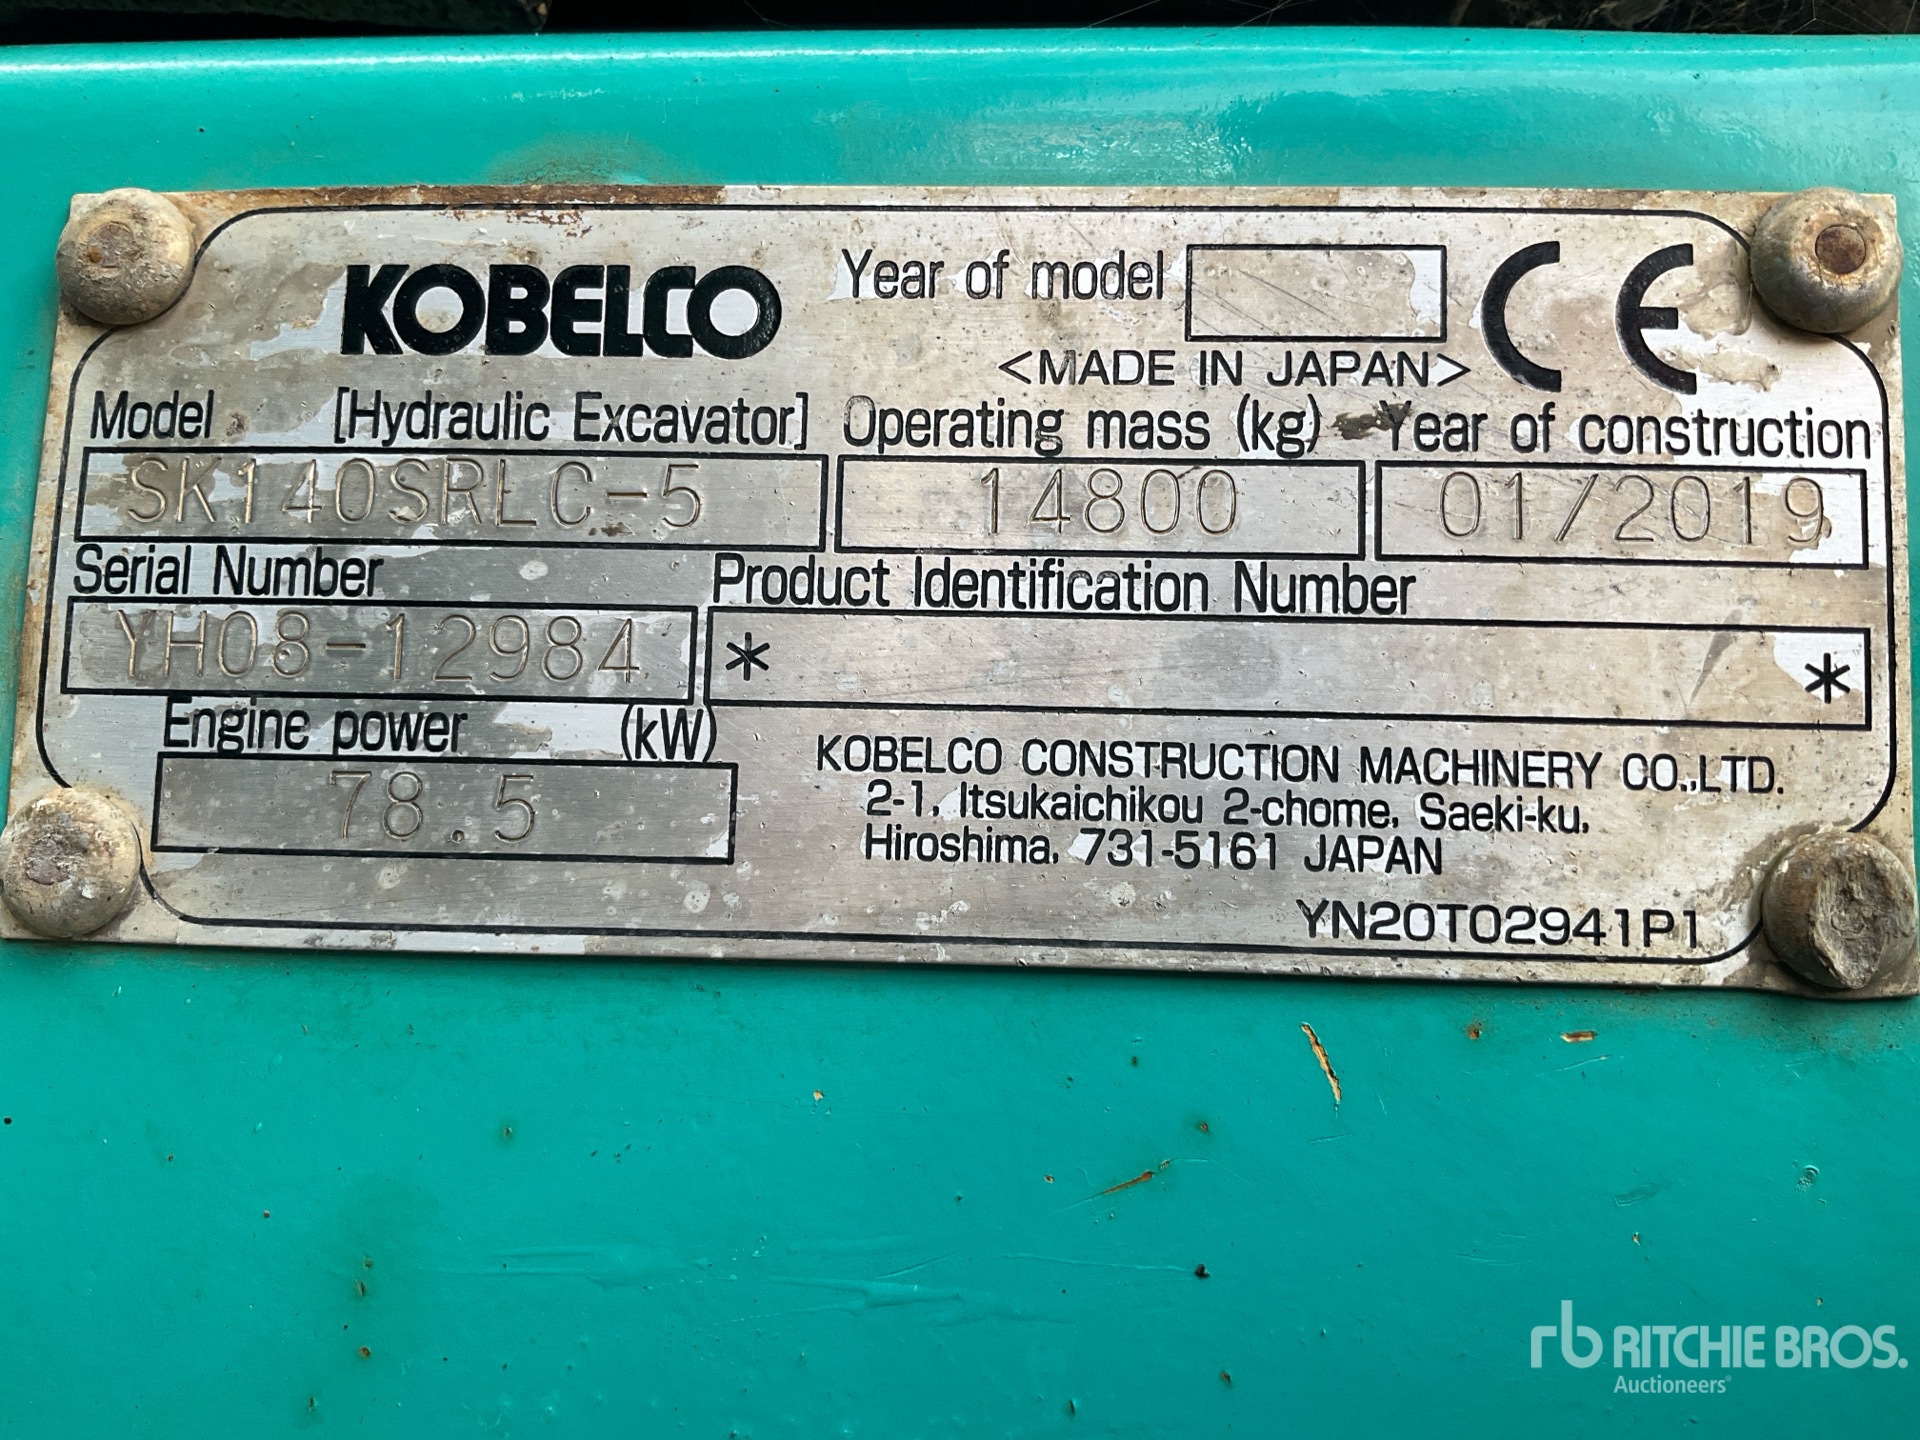 KOBELCO
Year of model
CE
<MADE IN JAPAN>
Model [Hydraulic Excavator]
SK140SRLC-5
Operating mass (kg)
14800
Year of construction
01/2019
Serial Number
YH08-12984
Product Identification Number
* *
Engine power (kW)
78.5
KOBELCO CONSTRUCTION MACHINERY CO.,LTD.
2-1, Itsukaichikou 2-chome, Saeki-ku,
Hiroshima, 731-5161 JAPAN
YN20T02941P1
rb RITCHIE BROS.
Auctioneers®